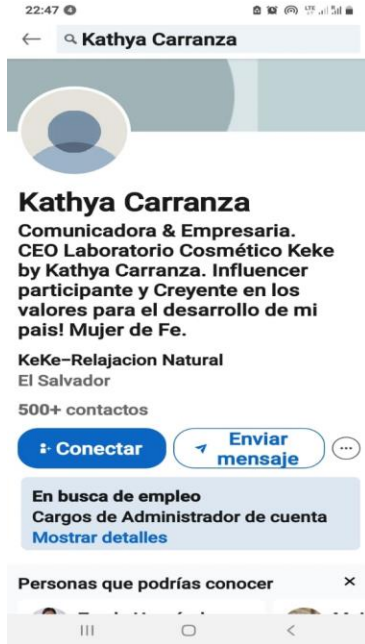 22:47
Kathya Carranza
Kathya Carranza
Comunicadora & Empresaria.
CEO Laboratorio Cosmético Keke
by Kathya Carranza. Influencer
participante y Creyente en los
valores para el desarrollo de mi
pais! Mujer de Fe.
KeKe-Relajacion Natural
El Salvador
500+ contactos
Conectar
Enviar
mensaje
En busca de empleo
Cargos de Administrador de cuenta
Mostrar detalles
Personas que podrías conocer